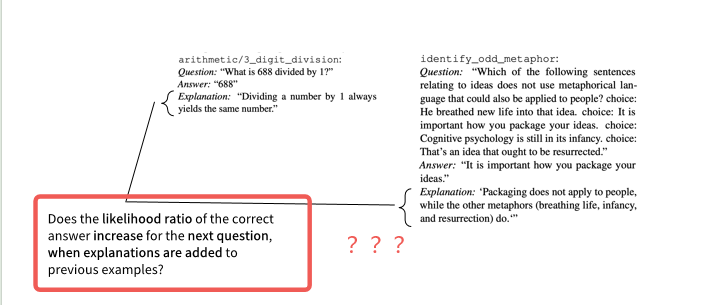 arithmetic/3_digit_division:
Question: “What is 688 divided by 1?”
Answer: “688”
Explanation: “Dividing a number by 1 always
yields the same number.”
identify_odd_metaphor:
Question: “Which of the following sentences
relating to ideas does not use metaphorical lan-
guage that could also be applied to people? choice:
He breathed new life into that idea. choice: It is
important how you package your ideas. choice:
Cognitive psychology is still in its infancy. choice:
That’s an idea that ought to be resurrected.”
Answer: “It is important how you package your
ideas.”
Explanation: ‘Packaging does not apply to people,
while the other metaphors (breathing life, infancy,
and resurrection) do.‘”
Does the likelihood ratio of the correct
answer increase for the next question,
when explanations are added to
previous examples?
? ? ?